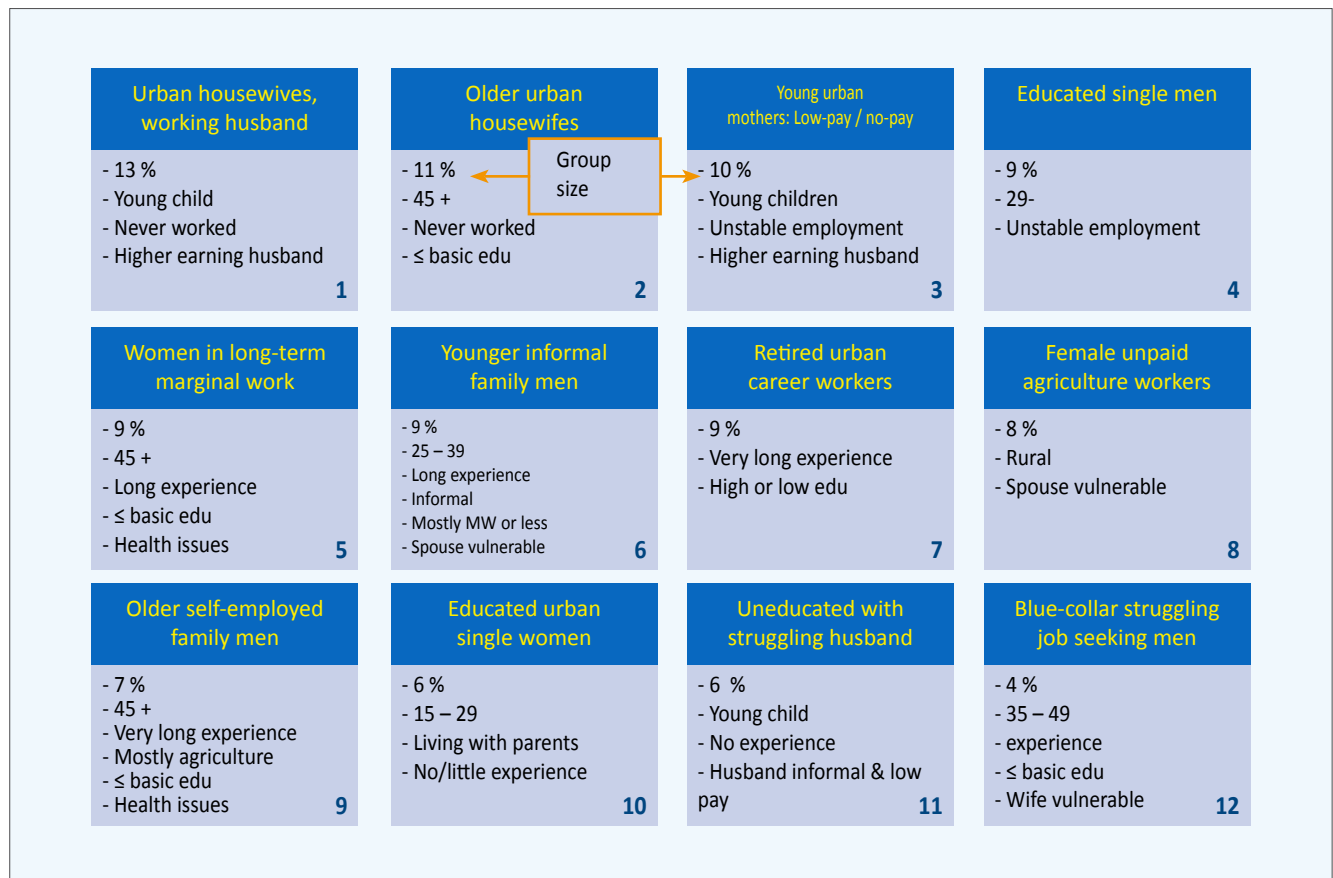 Urban housewives,
working husband
- 13 %
- Young child
- Never worked
- Higher earning husband
1
Older urban
housewifes
- 11 %
- 45 +
- Never worked
- ≤ basic edu
2
Group
size
Young urban
mothers: Low-pay / no-pay
- 10 %
- Young children
- Unstable employment
- Higher earning husband
3
Educated single men
- 9 %
- 29-
- Unstable employment
4
Women in long-term
marginal work
- 9 %
- 45 +
- Long experience
- ≤ basic edu
- Health issues
5
Younger informal
family men
- 9 %
- 25 – 39
- Long experience
- Informal
- Mostly MW or less
- Spouse vulnerable
6
Retired urban
career workers
- 9 %
- Very long experience
- High or low edu
7
Female unpaid
agriculture workers
- 8 %
- Rural
- Spouse vulnerable
8
Older self-employed
family men
- 7 %
- 45 +
- Very long experience
- Mostly agriculture
- ≤ basic edu
- Health issues
9
Educated urban
single women
- 6 %
- 15 – 29
- Living with parents
- No/little experience
10
Uneducated with
struggling husband
- 6 %
- Young child
- No experience
- Husband informal & low
pay
11
Blue-collar struggling
job seeking men
- 4 %
- 35 – 49
- experience
- ≤ basic edu
- Wife vulnerable
12